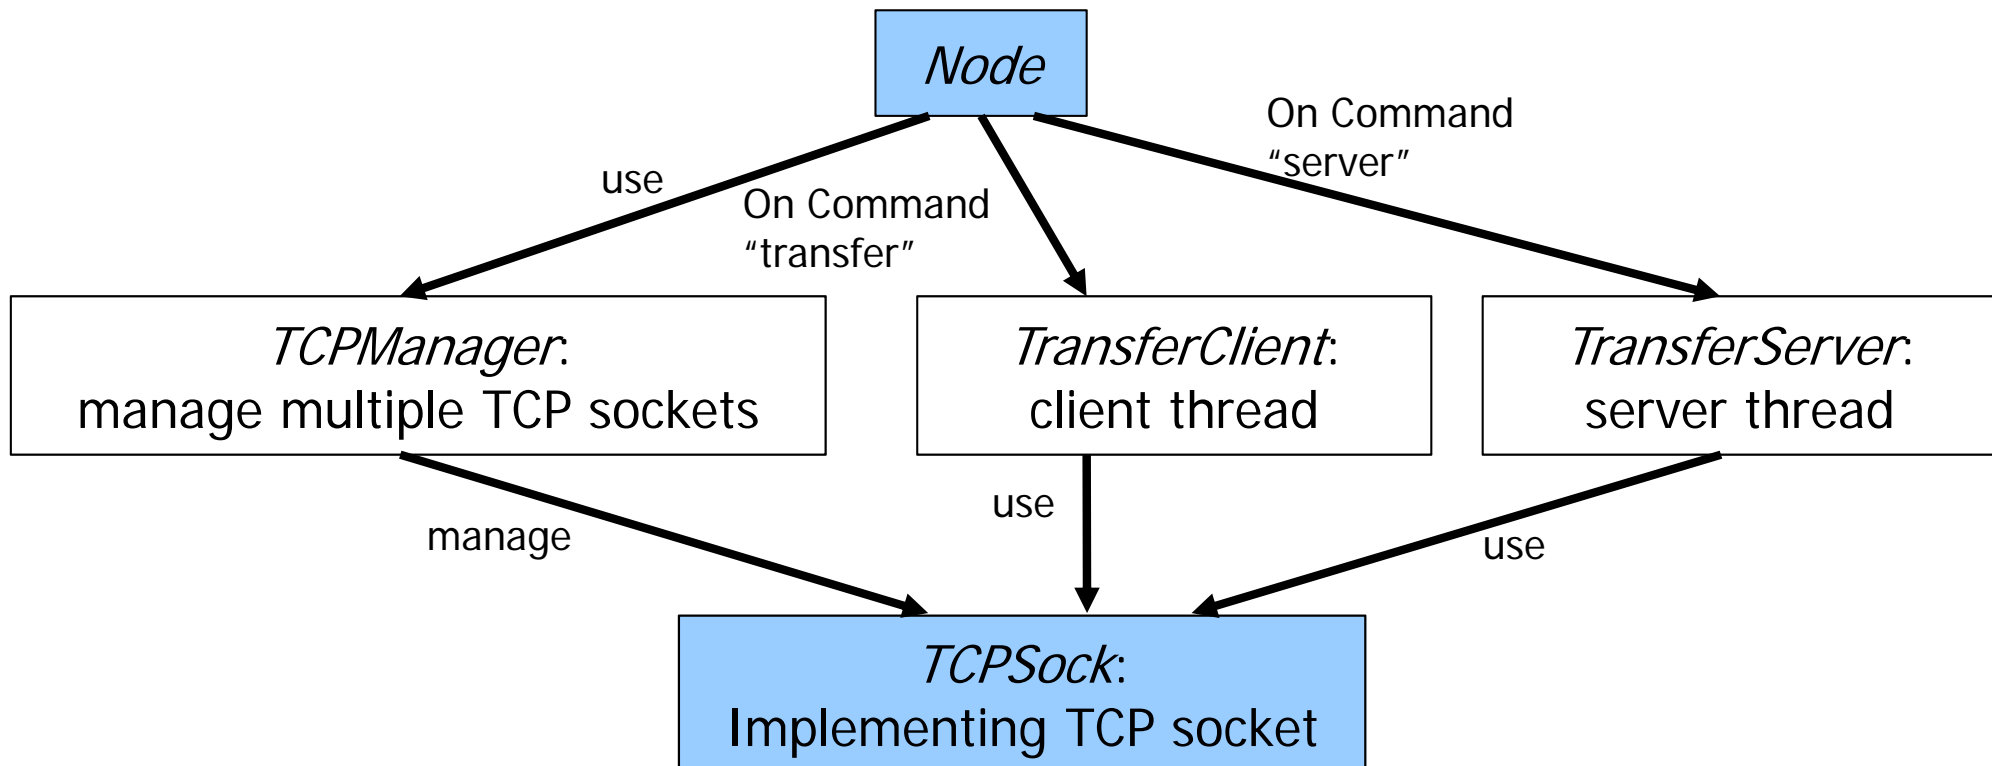 Node
On Command
“server”
use
On Command
“transfer”
TCPManager:
manage multiple TCP sockets
TransferClient:
client thread
TransferServer:
server thread
use
manage
use
TCPSock:
Implementing TCP socket